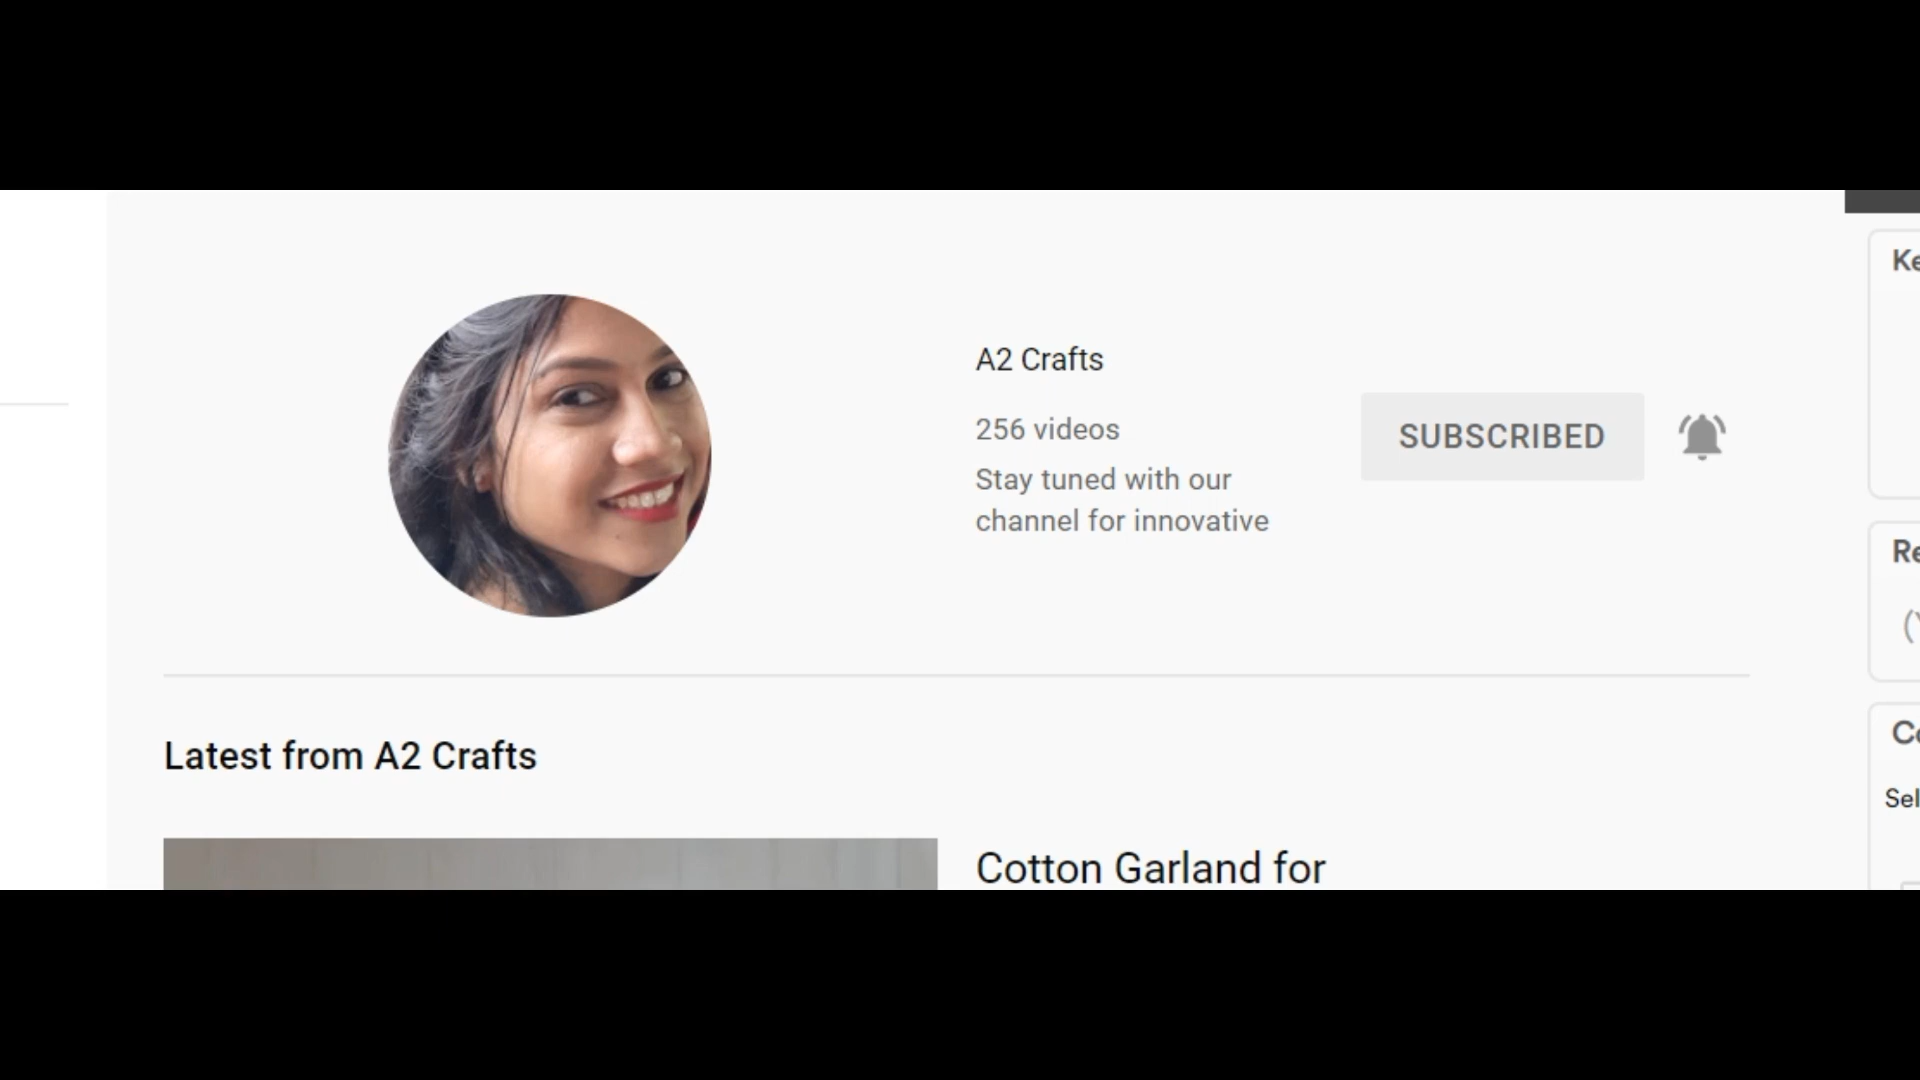 A2 Crafts
256 videos
Stay tuned with our
channel for innovative
SUBSCRIBED
Latest from A2 Crafts
Cotton Garland for